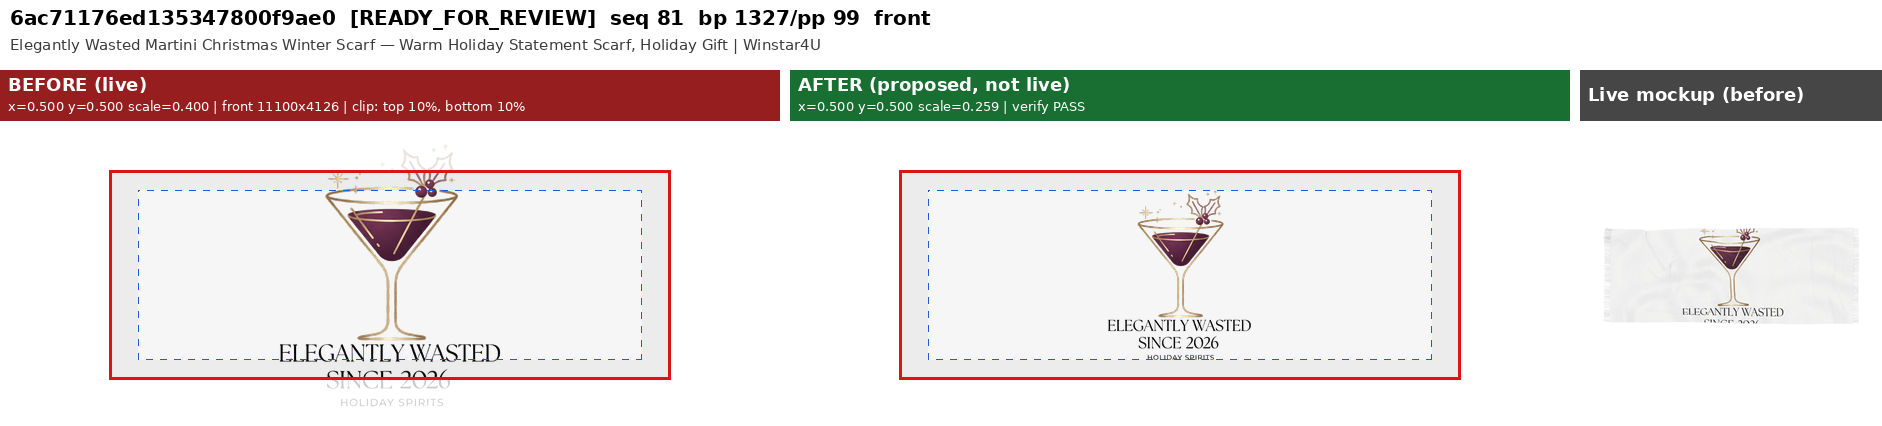 6ac71176ed135347800f9ae0 [READY_FOR_REVIEW] seq 81 bp 1327/pp 99 front
Elegantly Wasted Martini Christmas Winter Scarf — Warm Holiday Statement Scarf, Holiday Gift | Winstar4U
BEFORE (live)
x=0.500 y=0.500 scale=0.400 | front 11100x4126 | clip: top 10%, bottom 10%
AFTER (proposed, not live)
x=0.500 y=0.500 scale=0.259 | verify PASS
Live mockup (before)
ELEGANTLY WASTED
SINCE 2026
HOLIDAY SPIRITS
ELEGANTLY WASTED
SINCE 2026
HOLIDAY SPIRITS
ELEGANTLY WASTED
SINCE 2026